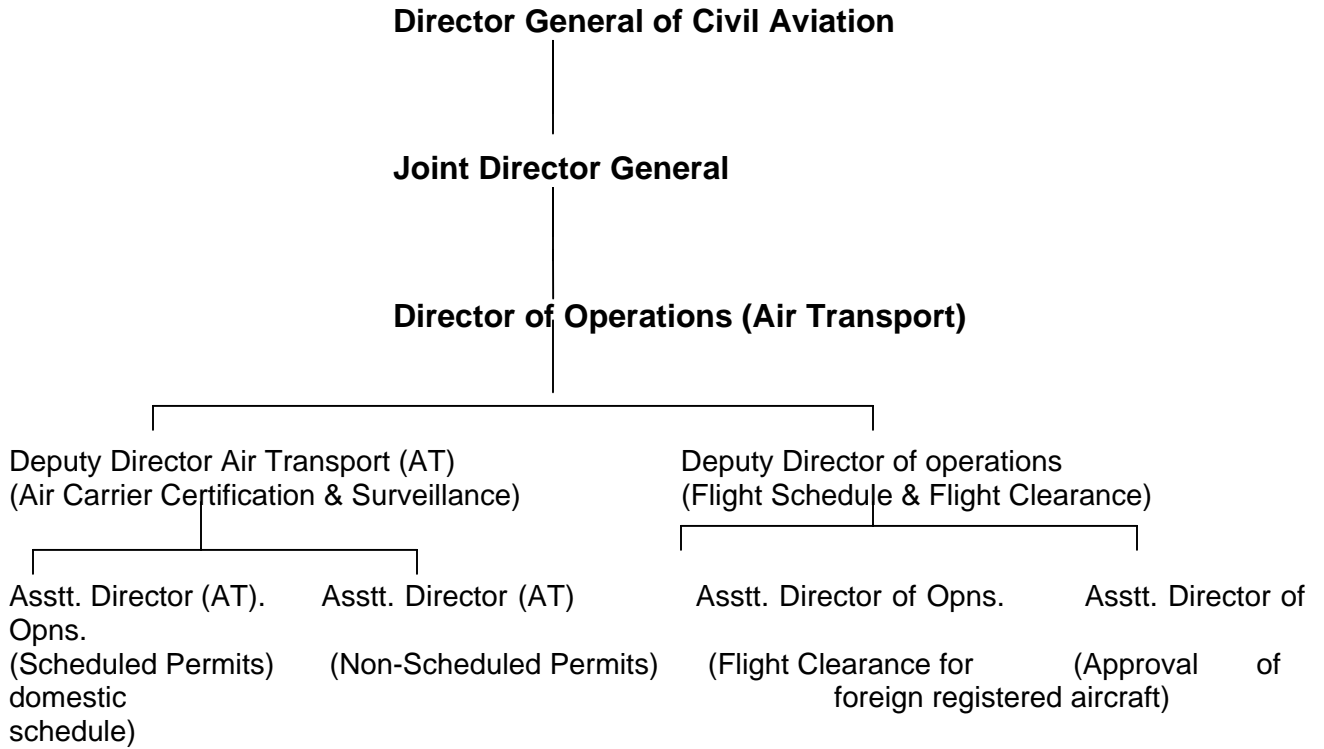 Director General of Civil Aviation
Joint Director General
Director of Operations (Air Transport)
Deputy Director Air Transport (AT) Deputy Director of operations
(Air Carrier Certification & Surveillance) (Flight Schedule & Flight Clearance)
Asstt. Director (AT). Asstt. Director (AT) Asstt. Director of Opns. Asstt. Director of
Opns.
(Scheduled Permits) (Non-Scheduled Permits) (Flight Clearance for (Approval of
domestic foreign registered aircraft)
schedule)